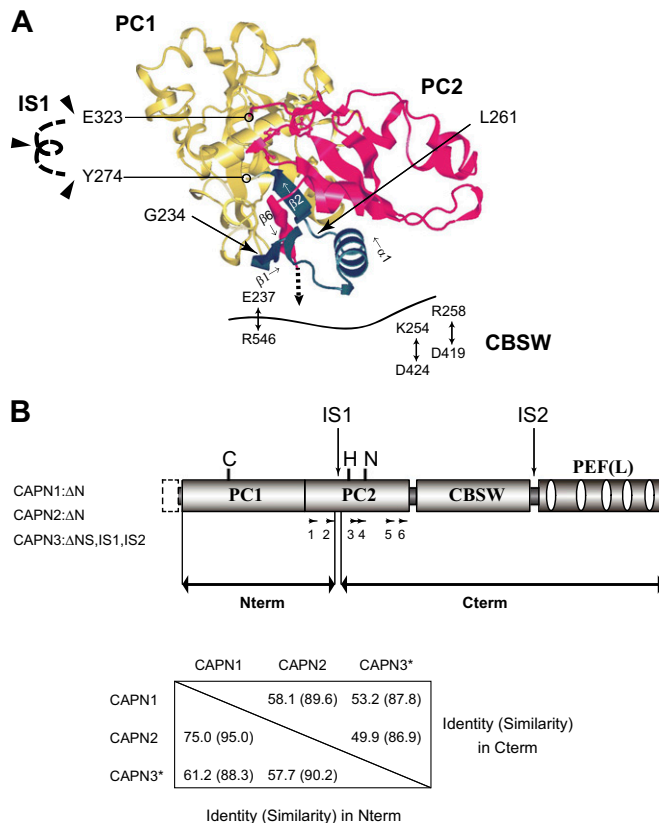 A
PC1
IS1
PC2
E323
L261
Y274
G234
β2
β6
←α1
β1→
E237
R546
R258
K254
CBSW
D419
D424
B
IS1
IS2
C
H N
PEF(L)
CAPN1:ΔN
PC1
PC2
CBSW
CAPN2:ΔN
CAPN3:ΔNS,IS1,IS2
1 2 3 4 5 6
Nterm
Cterm
CAPN1 CAPN2 CAPN3*
CAPN1 58.1 (89.6) 53.2 (87.8)
Identity (Similarity)
CAPN2 75.0 (95.0) 49.9 (86.9)
in Cterm
CAPN3* 61.2 (88.3) 57.7 (90.2)
Identity (Similarity) in Nterm